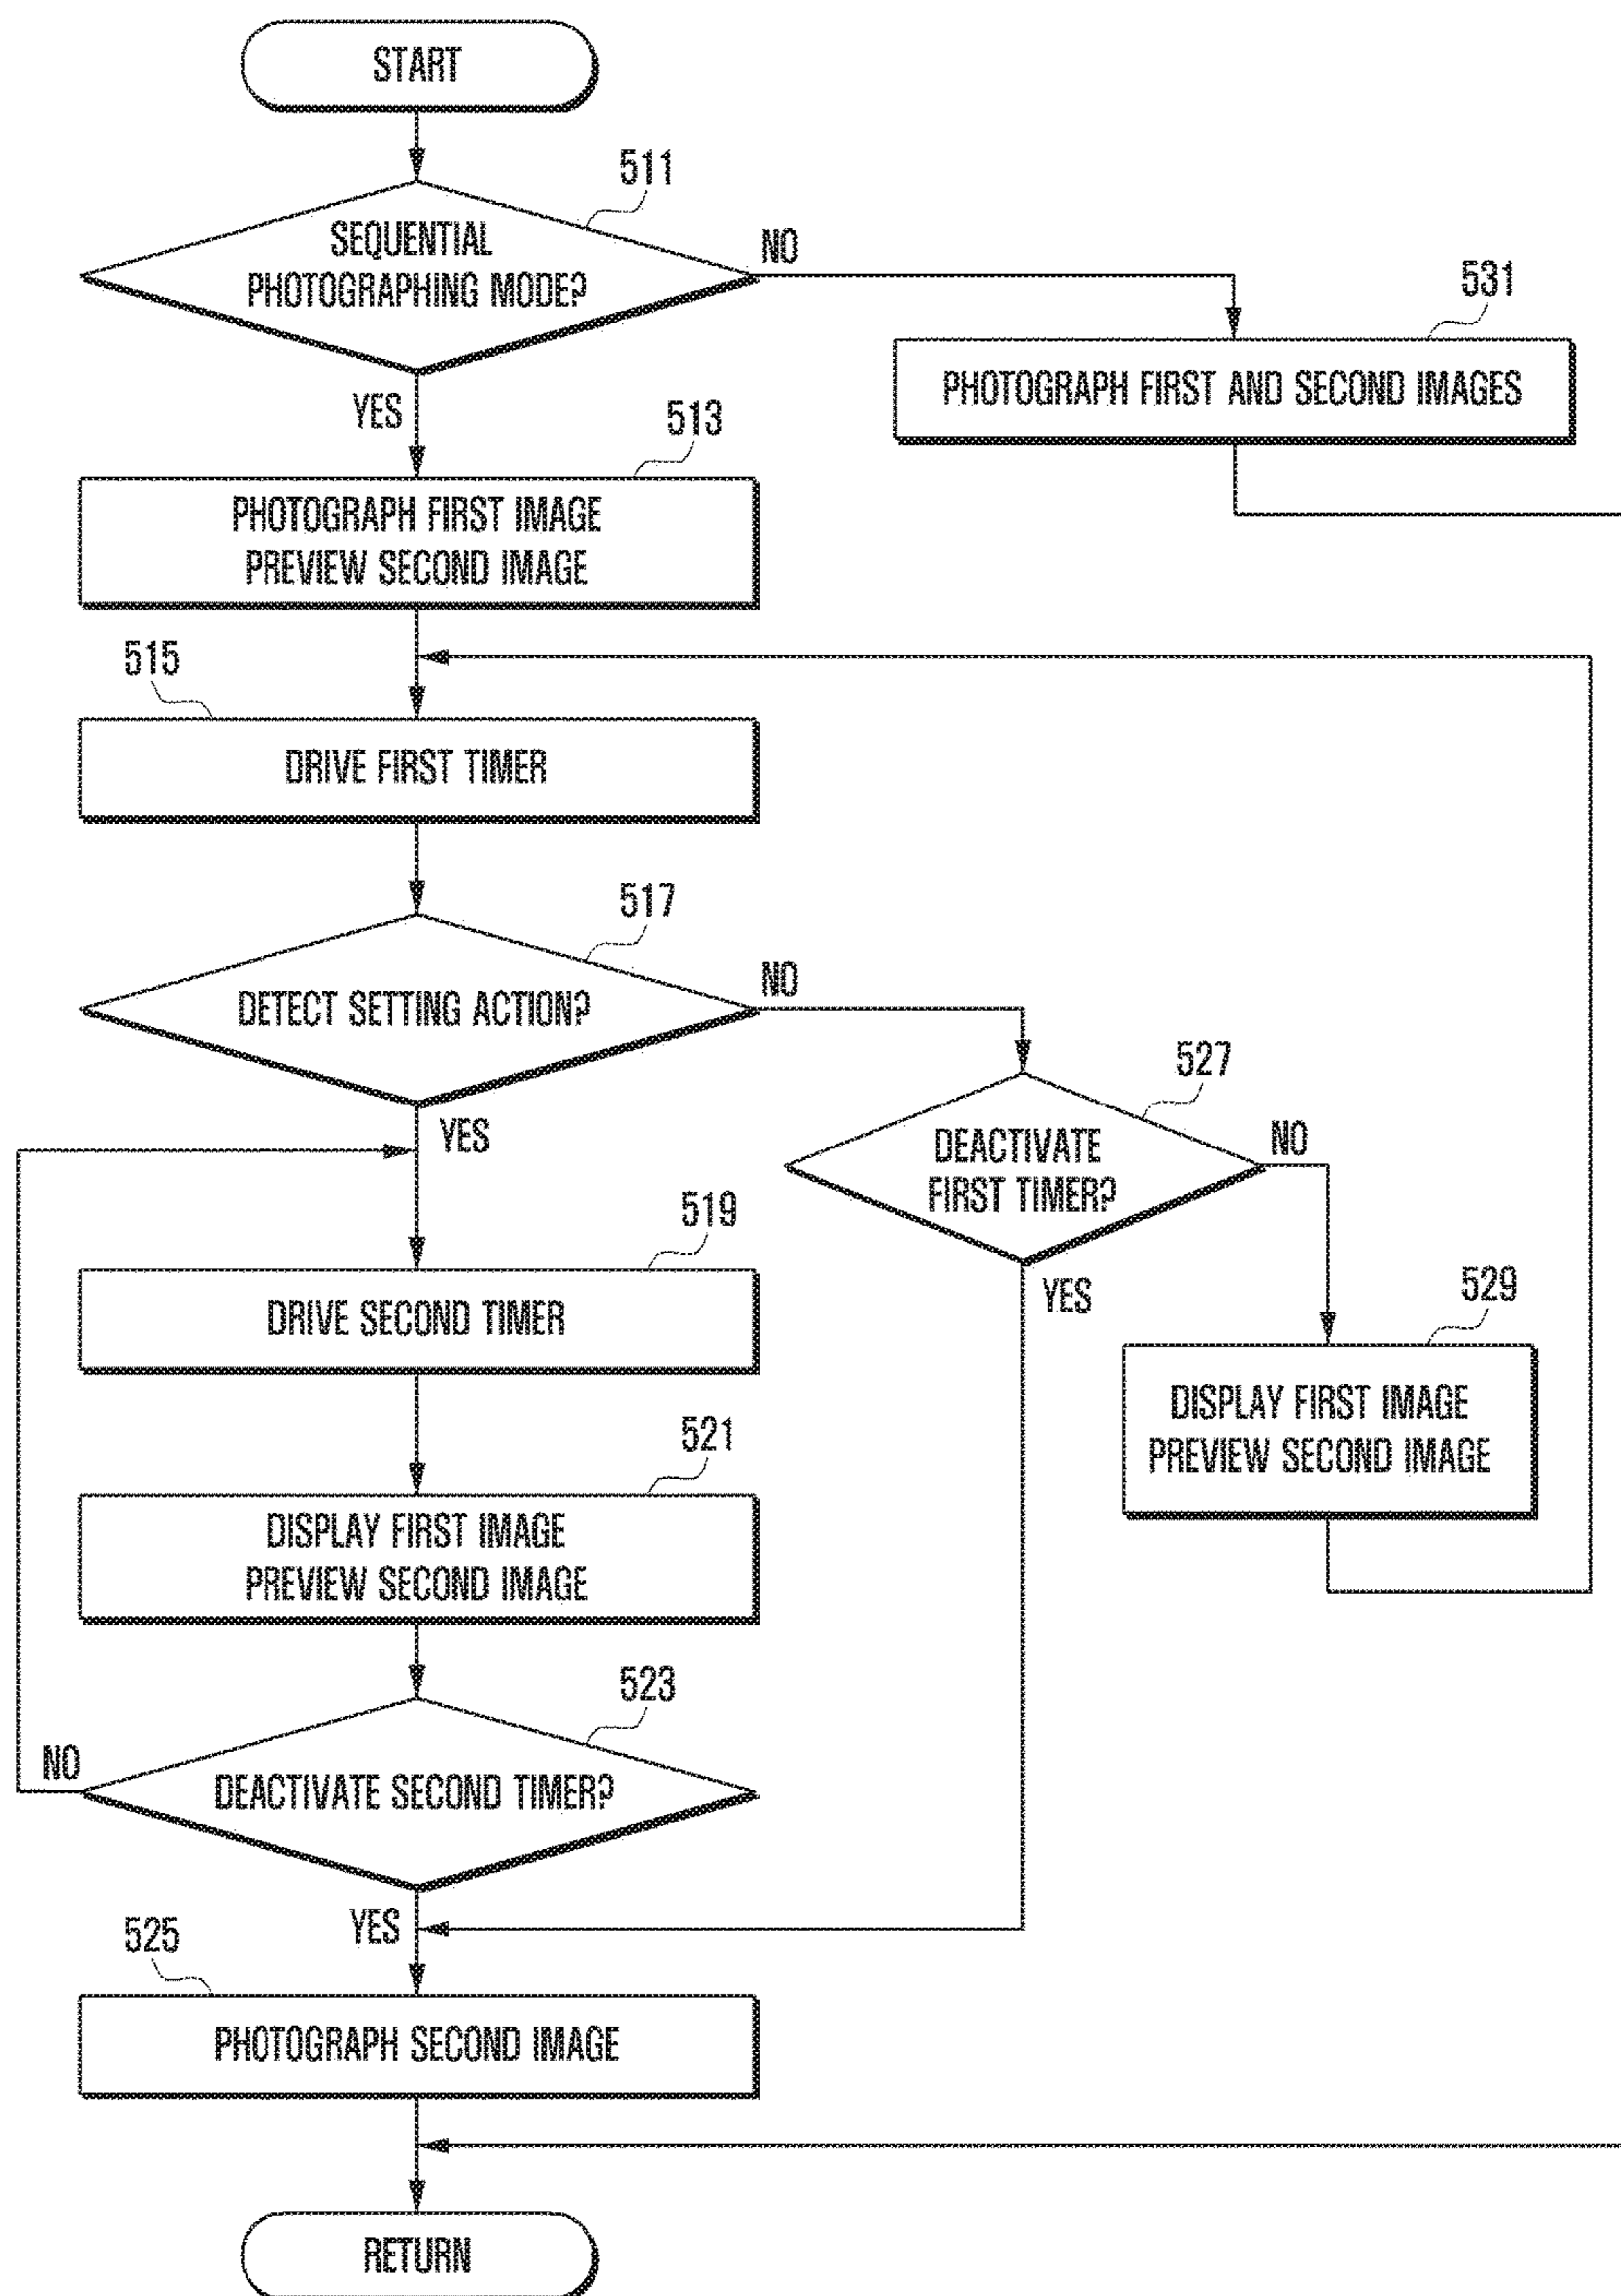 START
511
SEQUENTIAL
PHOTOGRAPHING MODE?
NO
531
PHOTOGRAPH FIRST AND SECOND IMAGES
YES
513
PHOTOGRAPH FIRST IMAGE
PREVIEW SECOND IMAGE
515
DRIVE FIRST TIMER
517
DETECT SETTING ACTION?
NO
527
DEACTIVATE
FIRST TIMER?
NO
YES
519
DRIVE SECOND TIMER
YES
529
DISPLAY FIRST IMAGE
PREVIEW SECOND IMAGE
521
DISPLAY FIRST IMAGE
PREVIEW SECOND IMAGE
523
NO
DEACTIVATE SECOND TIMER?
YES
525
PHOTOGRAPH SECOND IMAGE
RETURN